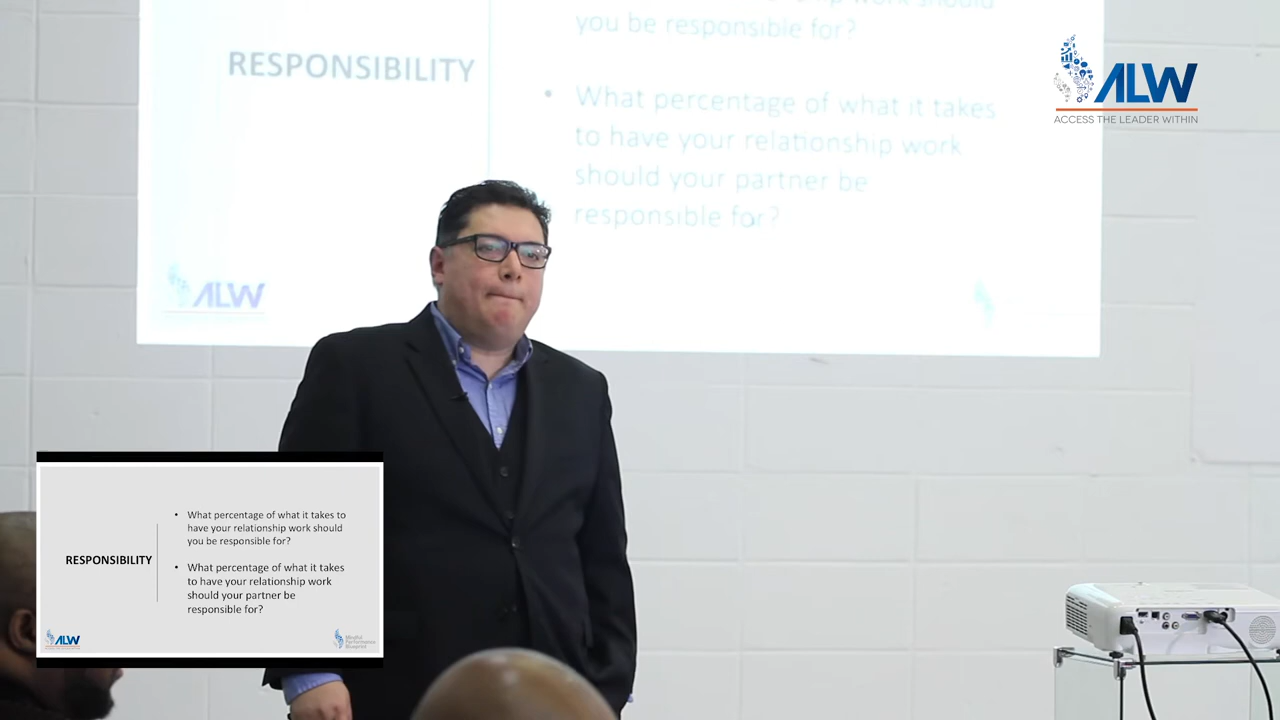 you be responsible for?
RESPONSIBILITY
• What percentage of what it takes
to have your relationship work
should your partner be
responsible for?
ALW
ALW
ACCESS THE LEADER WITHIN
RESPONSIBILITY
• What percentage of what it takes to
have your relationship work should
you be responsible for?
• What percentage of what it takes
to have your relationship work
should your partner be
responsible for?
ALW
Mindful
Performance
Blueprint